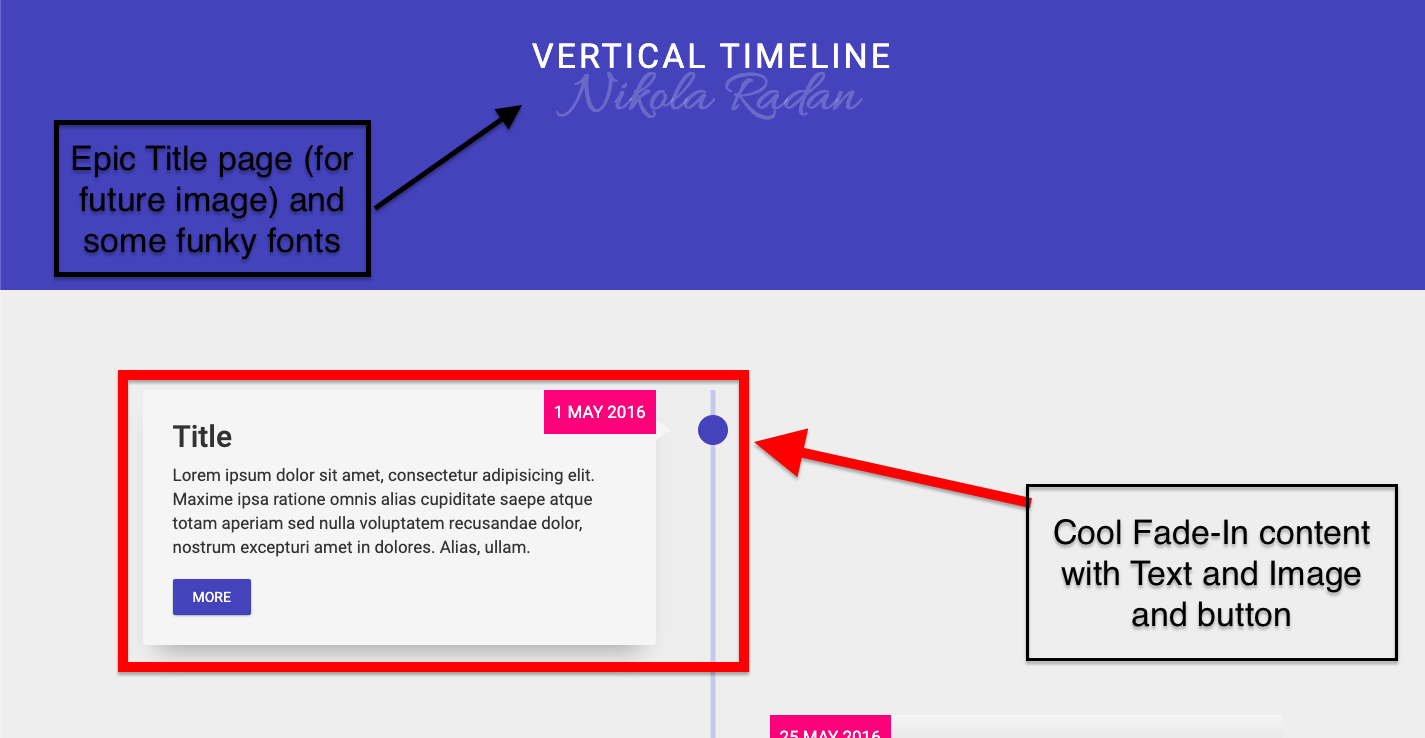 VERTICAL TIMELINE
Nikola Radan
Epic Title page (for
future image) and
some funky fonts
1 MAY 2016
Title
Lorem ipsum dolor sit amet, consectetur adipisicing elit.
Maxime ipsa ratione omnis alias cupiditate saepe atque
totam aperiam sed nulla voluptatem recusandae dolor,
nostrum excepturi amet in dolores. Alias, ullam.
MORE
Cool Fade-In content
with Text and Image
and button
25 MAY 2016